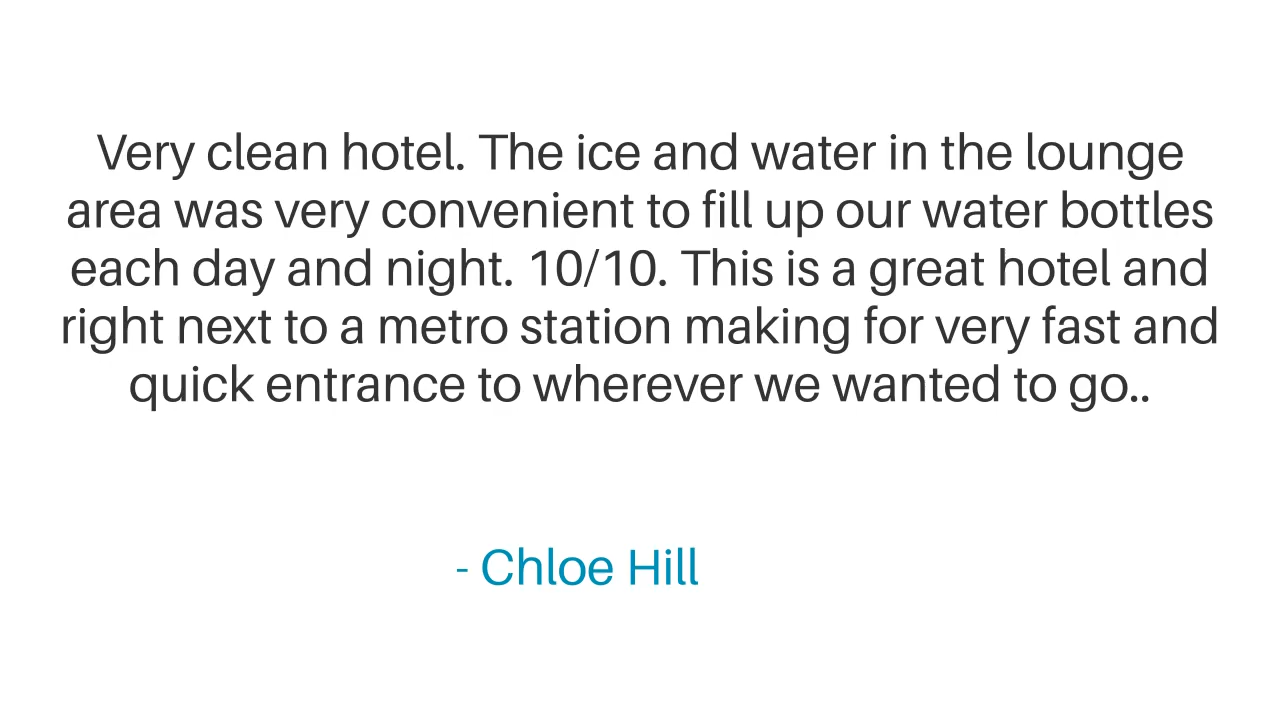 Very clean hotel. The ice and water in the lounge
area was very convenient to fill up our water bottles
each day and night. 10/10. This is a great hotel and
right next to a metro station making for very fast and
quick entrance to wherever we wanted to go..
- Chloe Hill